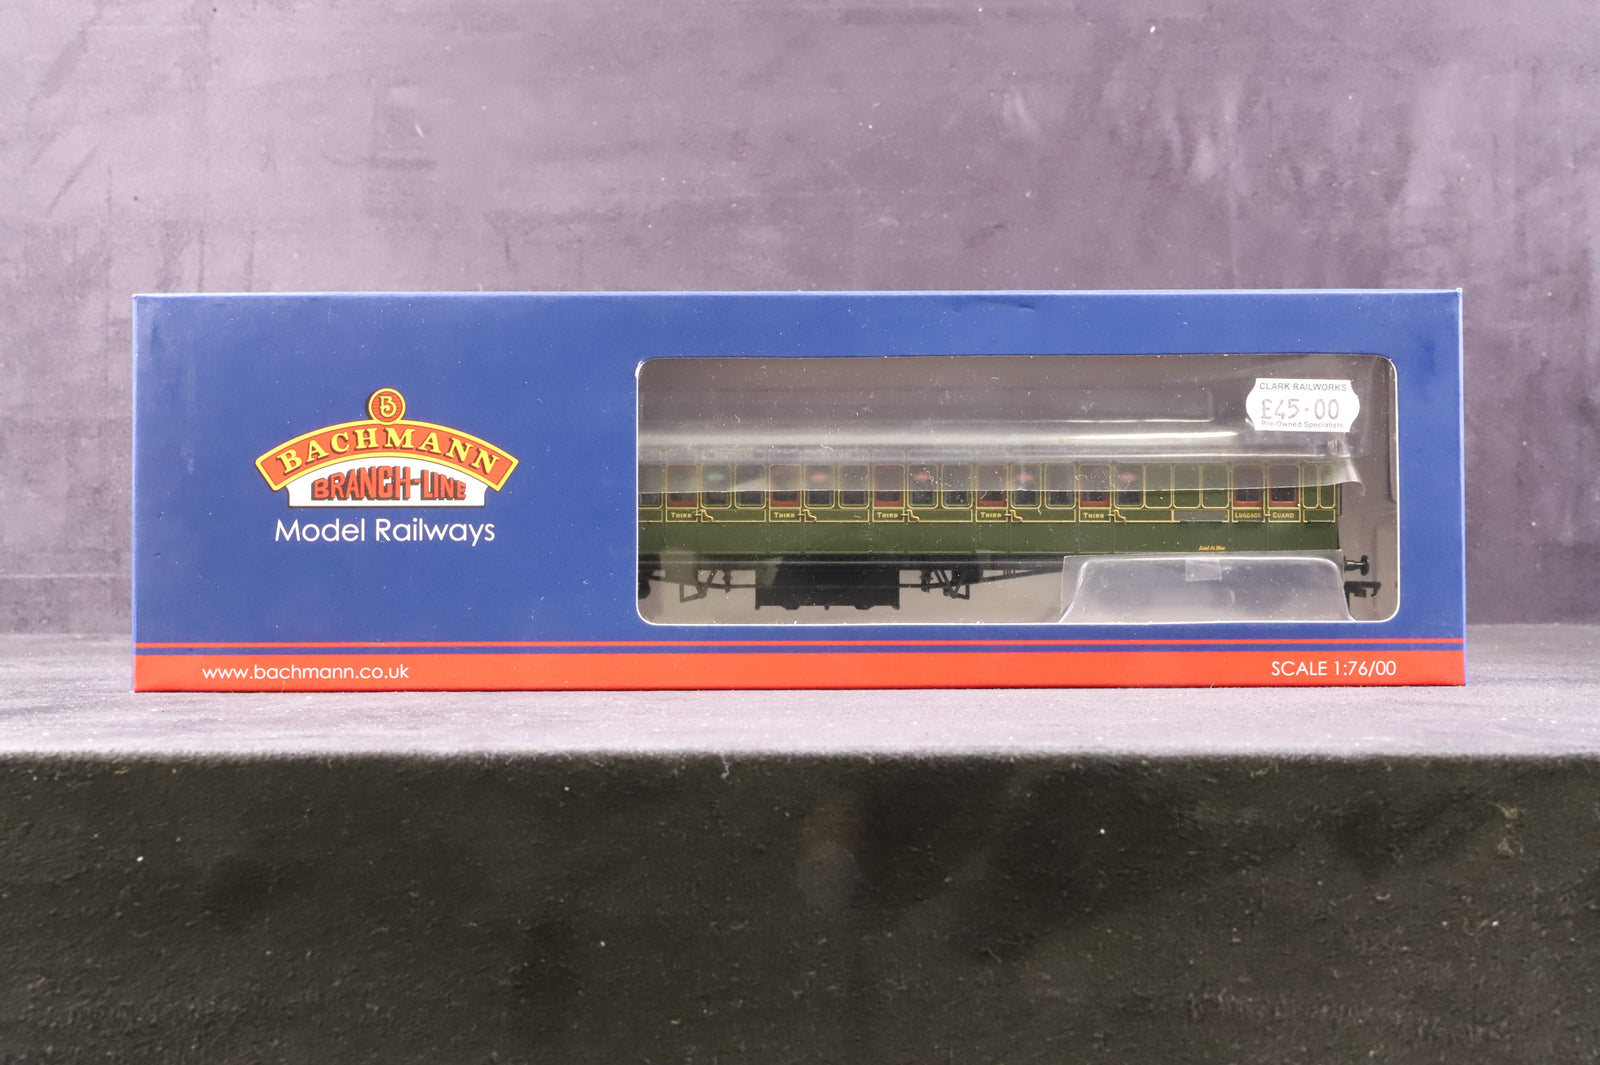 BACHMANN
BRANCH-LINE
Model Railways
www.bachmann.co.uk
CLARK RAILWORKS
£45.00
Pre-Owned Specialists
THIRD THIRD THIRD THIRD THIRD LUGGAGE GUARD
SCALE 1:76/00